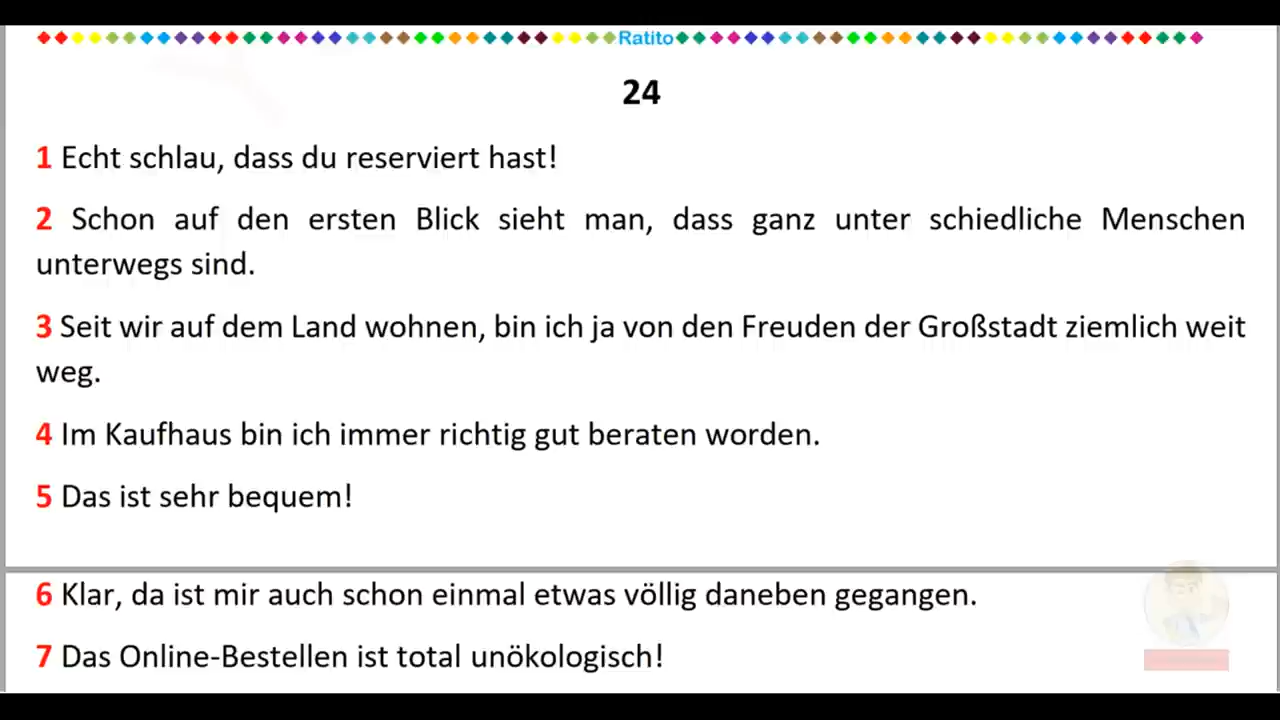 Ratito
24
1 Echt schlau, dass du reserviert hast!
2 Schon auf den ersten Blick sieht man, dass ganz unter schiedliche Menschen
unterwegs sind.
3 Seit wir auf dem Land wohnen, bin ich ja von den Freuden der Großstadt ziemlich weit
weg.
4 Im Kaufhaus bin ich immer richtig gut beraten worden.
5 Das ist sehr bequem!
6 Klar, da ist mir auch schon einmal etwas völlig daneben gegangen.
7 Das Online-Bestellen ist total unökologisch!